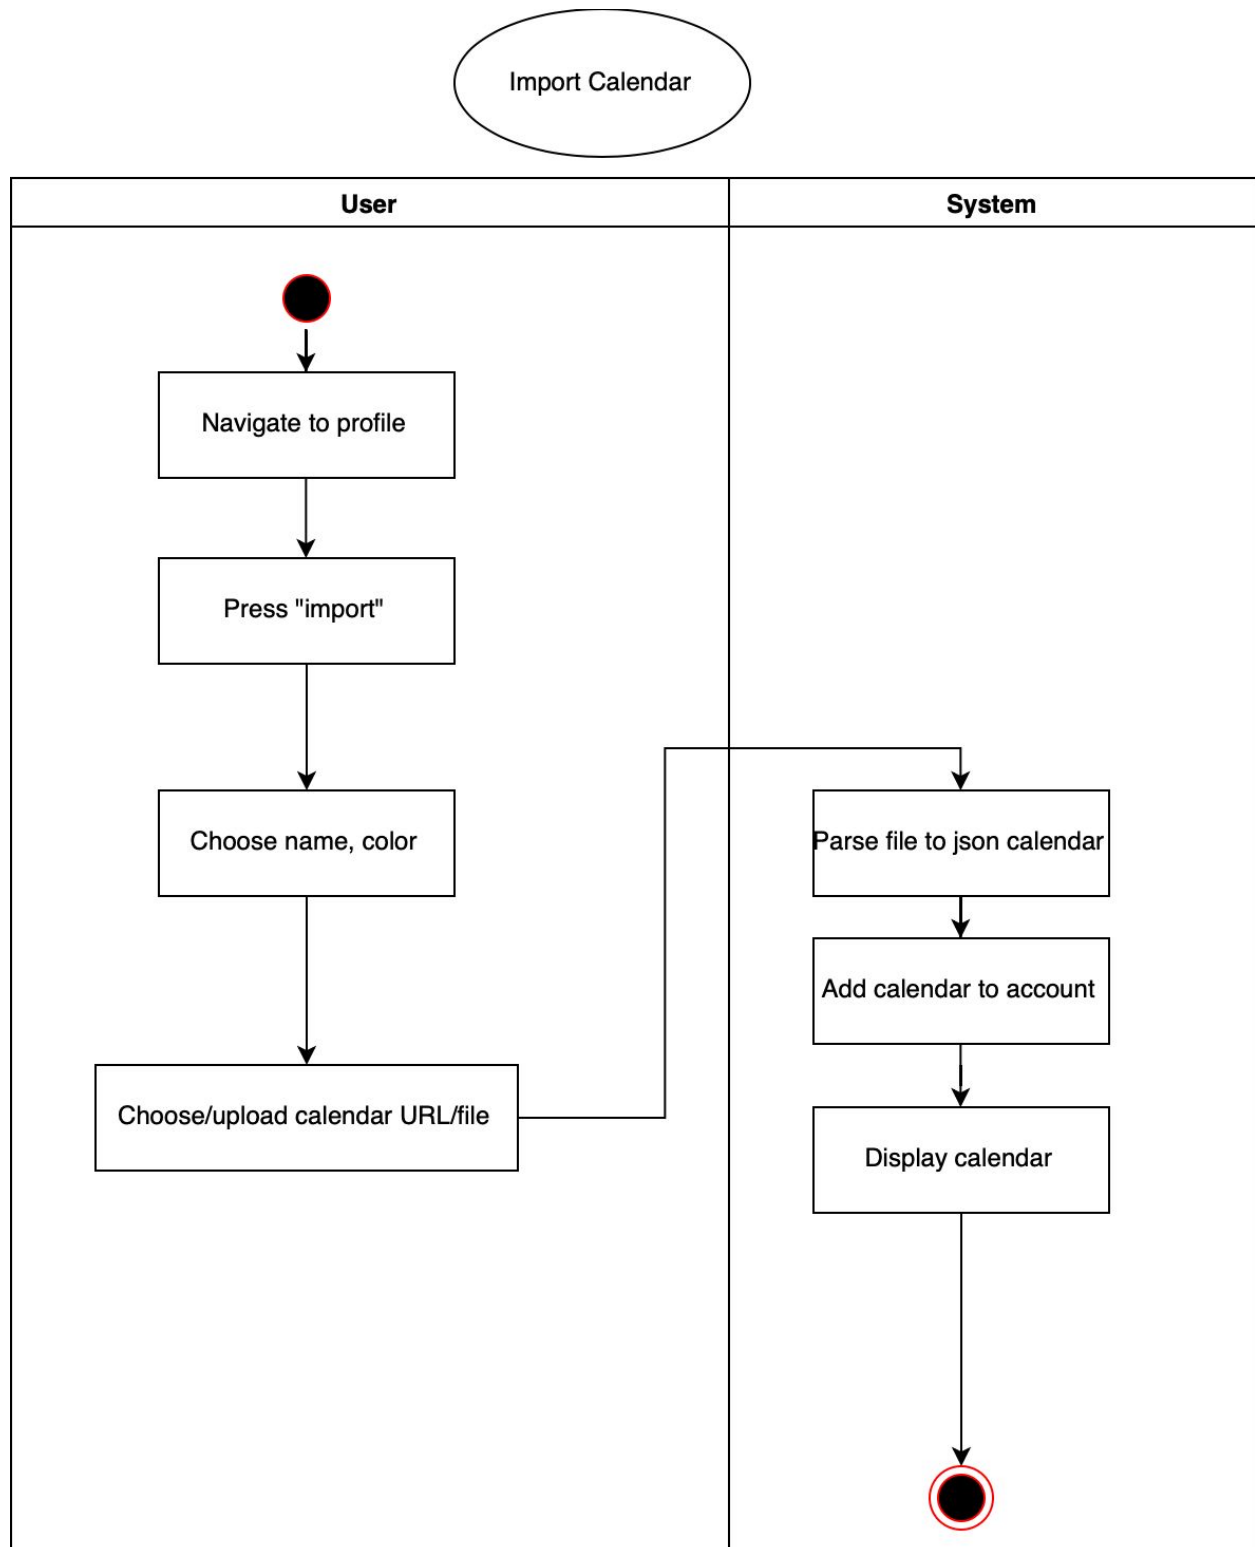 Import Calendar
User
System
Navigate to profile
Press "import"
Choose name, color
Choose/upload calendar URL/file
Parse file to json calendar
Add calendar to account
Display calendar